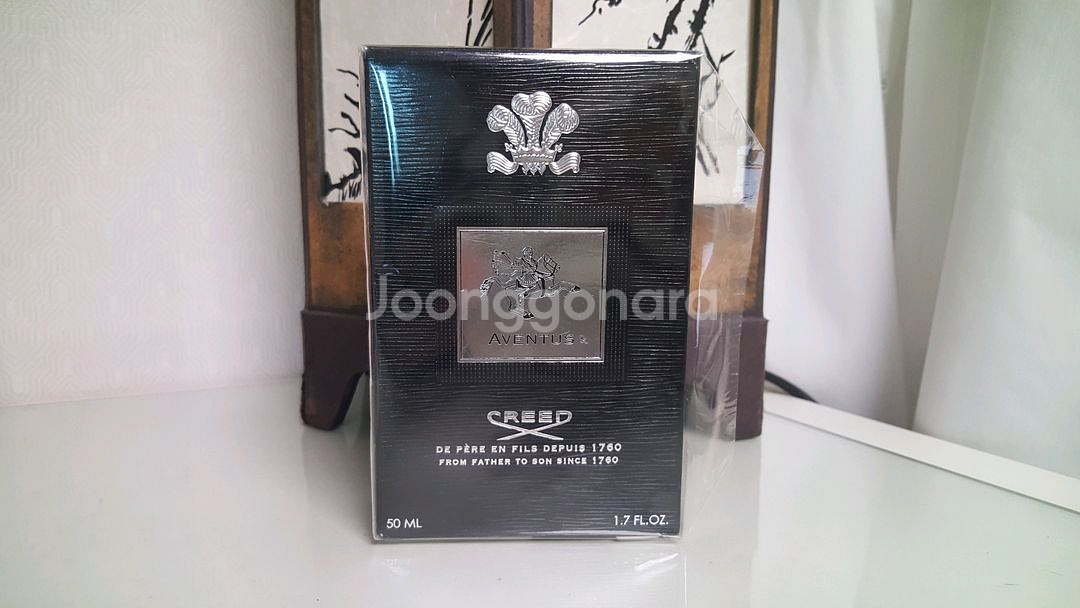 Joonggonara
AVENTUS
CREED
DE PÈRE EN FILS DEPUIS 1760
FROM FATHER TO SON SINCE 1760
50 ML
1.7 FL.OZ.